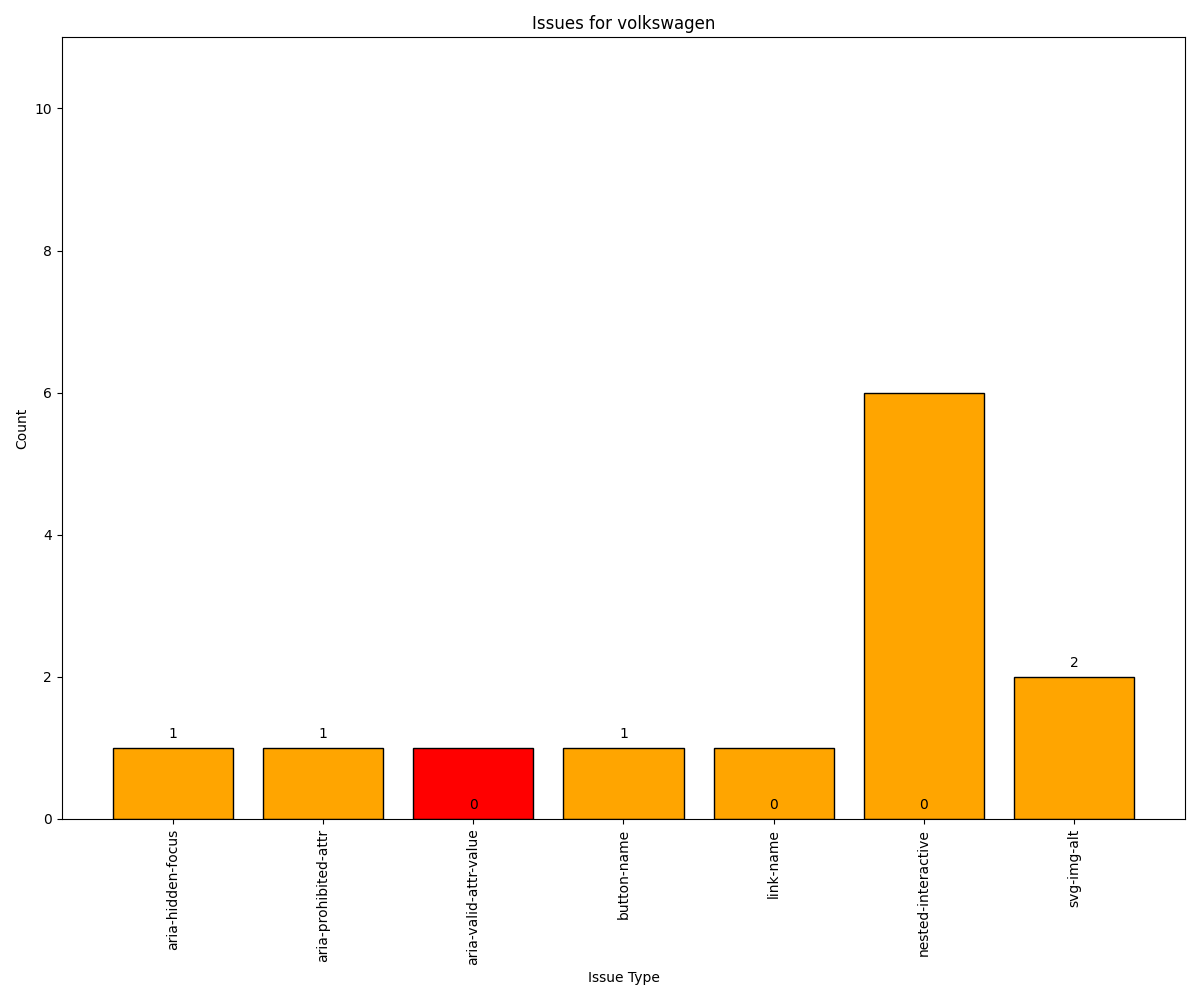 Issues for volkswagen
10
8
6
4
2
0
Count
1
1
0
1
0
0
2
aria-hidden-focus
aria-prohibited-attr
aria-valid-attr-value
button-name
link-name
nested-interactive
svg-img-alt
Issue Type